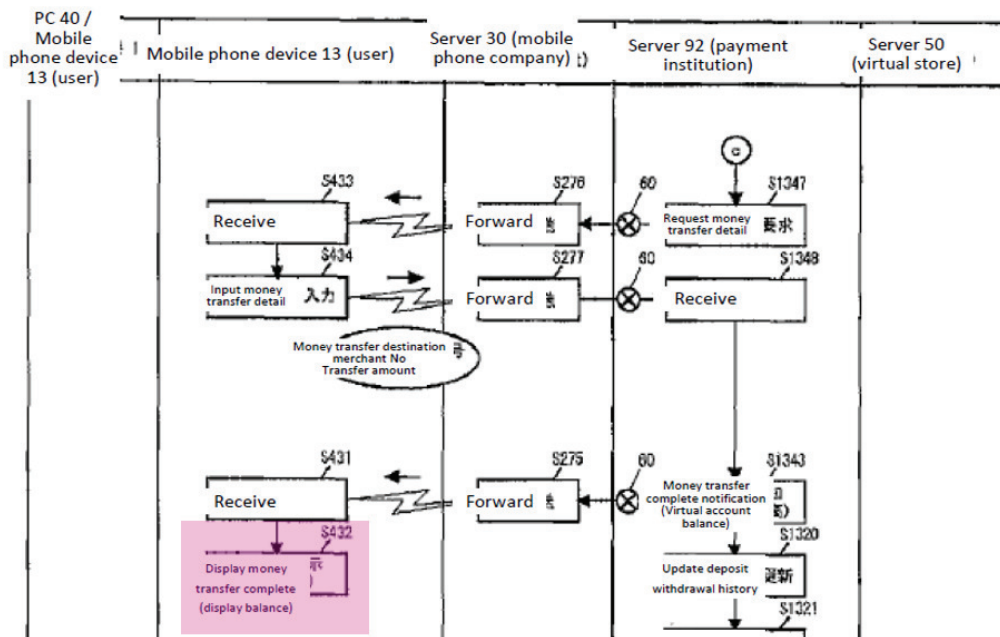 PC 40 /
Mobile
phone device
13 (user)
Mobile phone device 13 (user)
Server 30 (mobile
phone company)
Server 92 (payment
institution)
Server 50
(virtual store)
G
S433
S276
60
S1347
Receive
Forward
Request money
transfer detail
要求
S434
S277
60
S1348
Input money
transfer detail
入力
Forward
Receive
Money transfer destination
merchant No
Transfer amount
S431
S275
60
S1343
Receive
Forward
Money transfer
complete notification
(Virtual account
balance)
S432
S1320
Display money
transfer complete
(display balance)
Update deposit
withdrawal history
更新
S1321